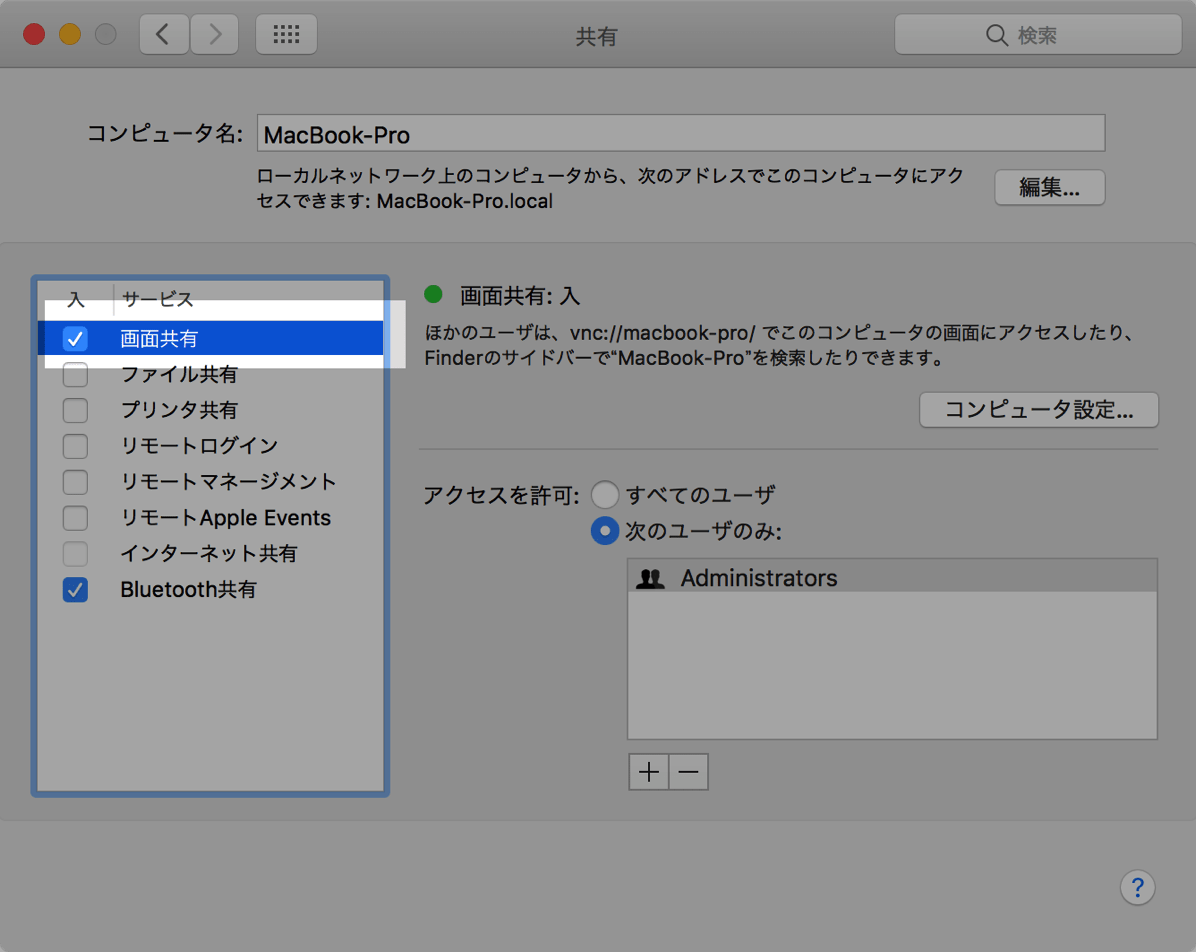 共有
検索
コンピュータ名: MacBook-Pro
ローカルネットワーク上のコンピュータから、次のアドレスでこのコンピュータにアク
セスできます: MacBook-Pro.local
編集...
入 サービス
画面共有
ファイル共有
プリンタ共有
リモートログイン
リモートマネージメント
リモートApple Events
インターネット共有
Bluetooth共有
画面共有: 入
ほかのユーザは、vnc://macbook-pro/ でこのコンピュータの画面にアクセスしたり、
Finderのサイドバーで“MacBook-Pro”を検索したりできます。
コンピュータ設定...
アクセスを許可: すべてのユーザ
次のユーザのみ:
Administrators
?